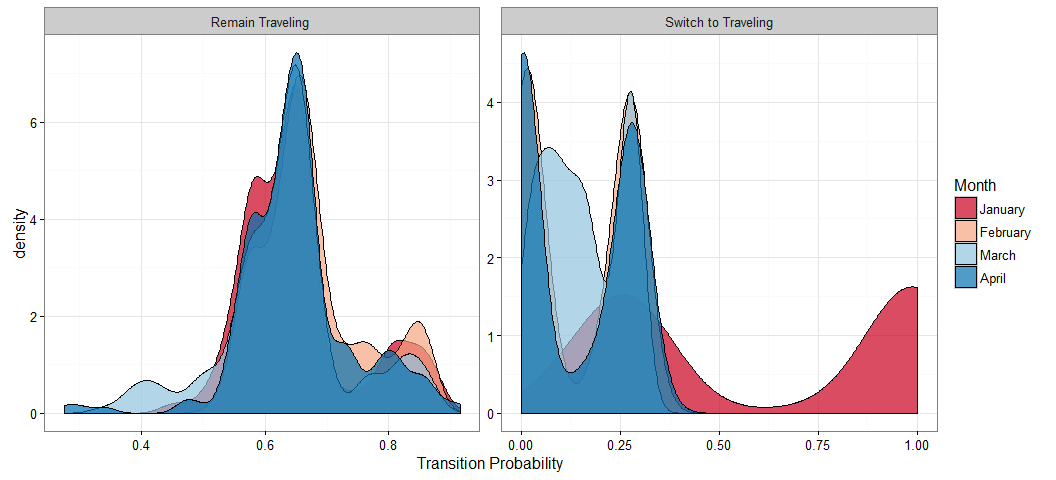 Remain Traveling
Switch to Traveling
density
6
4
2
0
4
3
2
1
0
0.4
0.6
0.8
0.00
0.25
0.50
0.75
1.00
Transition Probability
Month
January
February
March
April